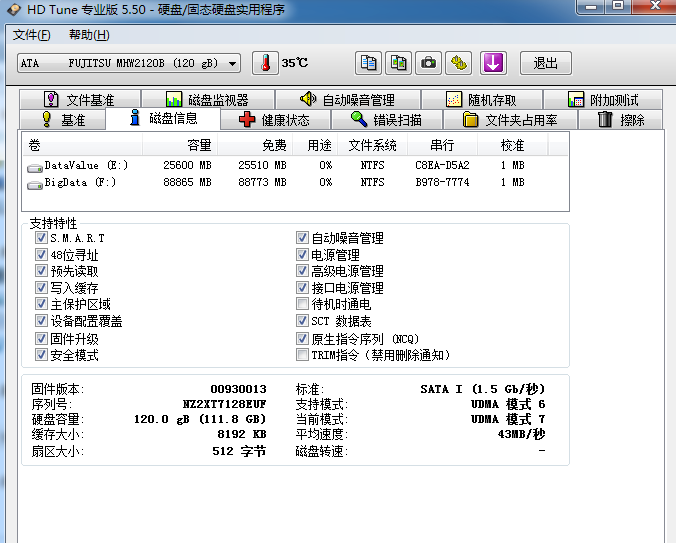 HD Tune 专业版 5.50 - 硬盘/固态硬盘实用程序
文件(F) 帮助(H)
ATA FUJITSU MHW2120B (120 gB) 35℃ 退出
文件基准 磁盘监视器 自动噪音管理 随机存取 附加测试
基准 磁盘信息 健康状态 错误扫描 文件夹占用率 擦除
卷 容量 免费 用途 文件系统 串行 校准
DataValue (E:) 25600 MB 25510 MB 0% NTFS C8EA-D5A2 1 MB
BigData (F:) 88865 MB 88773 MB 0% NTFS B978-7774 1 MB
支持特性
S.M.A.R.T 自动噪音管理
48位寻址 电源管理
预先读取 高级电源管理
写入缓存 接口电源管理
主保护区域 待机时通电
设备配置覆盖 SCT 数据表
固件升级 原生指令序列 (NCQ)
安全模式 TRIM指令（禁用删除通知）
固件版本: 00930013 标准: SATA I (1.5 Gb/秒)
序列号: NZ2XT7128EUF 支持模式: UDMA 模式 6
硬盘容量: 120.0 gB (111.8 GB) 当前模式: UDMA 模式 7
缓存大小: 8192 KB 平均速度: 43MB/秒
扇区大小: 512 字节 磁盘转速: -